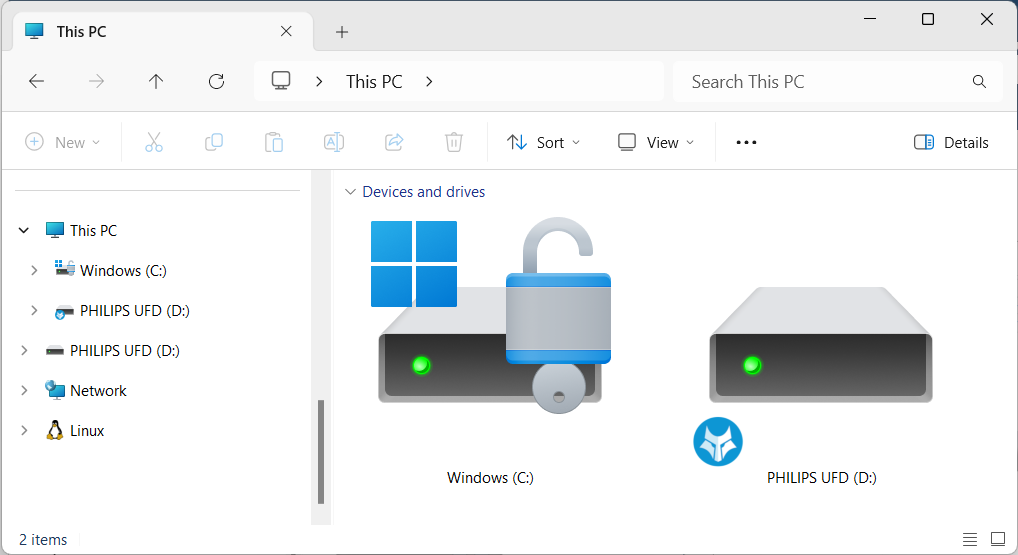 This PC
This PC
Search This PC
New
Sort
View
Details
Devices and drives
This PC
Windows (C:)
PHILIPS UFD (D:)
PHILIPS UFD (D:)
Network
Linux
Windows (C:)
PHILIPS UFD (D:)
2 items